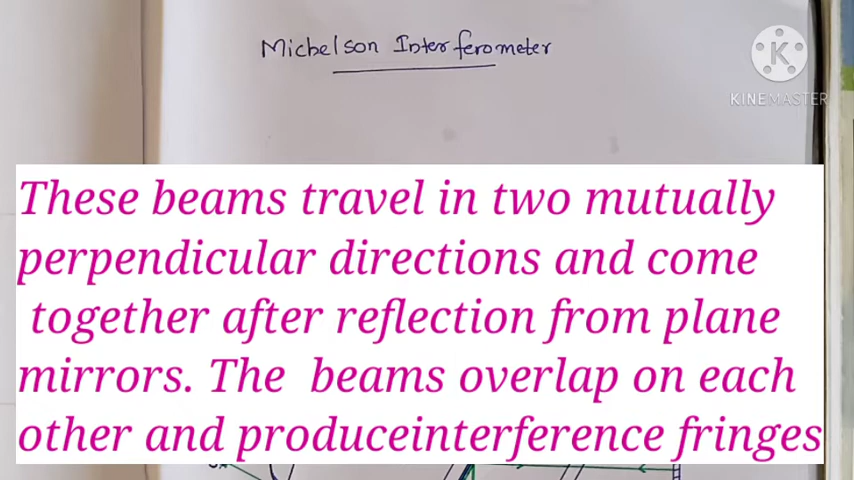 Michelson Interferometer
K
KINEMASTER
These beams travel in two mutually
perpendicular directions and come
together after reflection from plane
mirrors. The beams overlap on each
other and produceinterference fringes